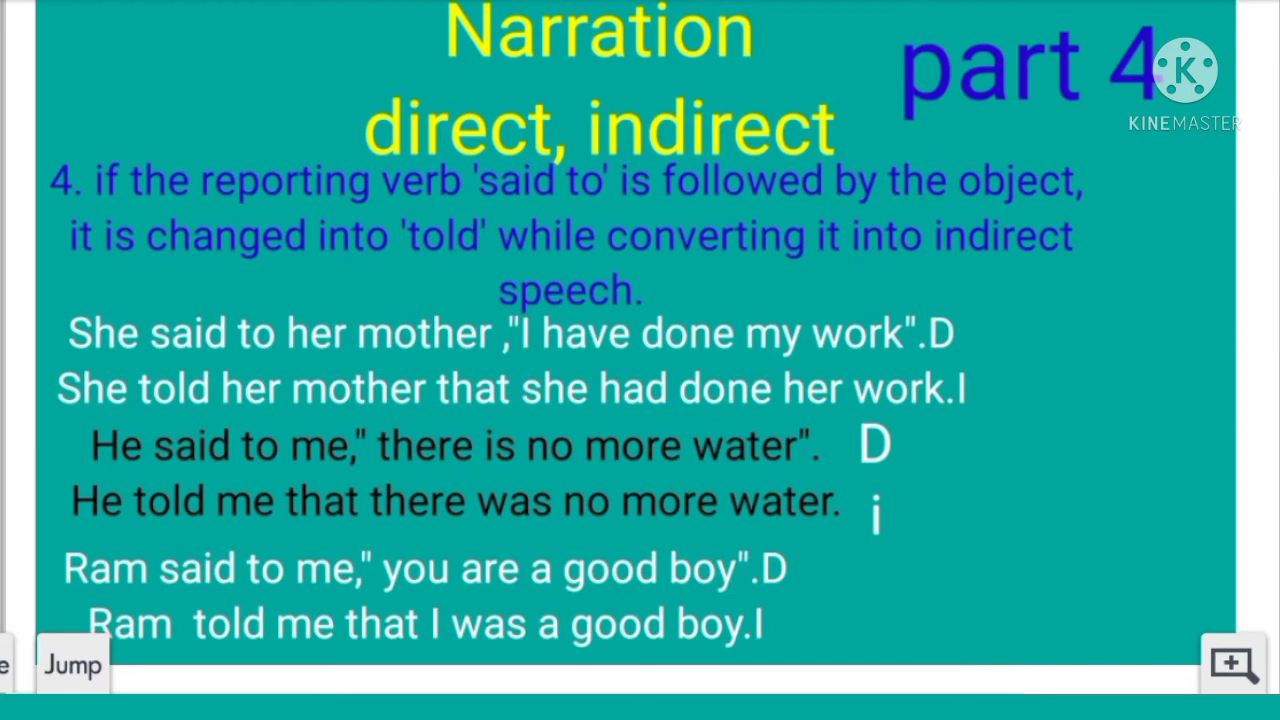 Narration
part 4
KINEMASTER
direct, indirect
4. if the reporting verb 'said to' is followed by the object,
it is changed into 'told' while converting it into indirect
speech.
She said to her mother ,"I have done my work".D
She told her mother that she had done her work.I
He said to me," there is no more water". D
He told me that there was no more water. i
Ram said to me," you are a good boy".D
Ram told me that I was a good boy.I
Jump